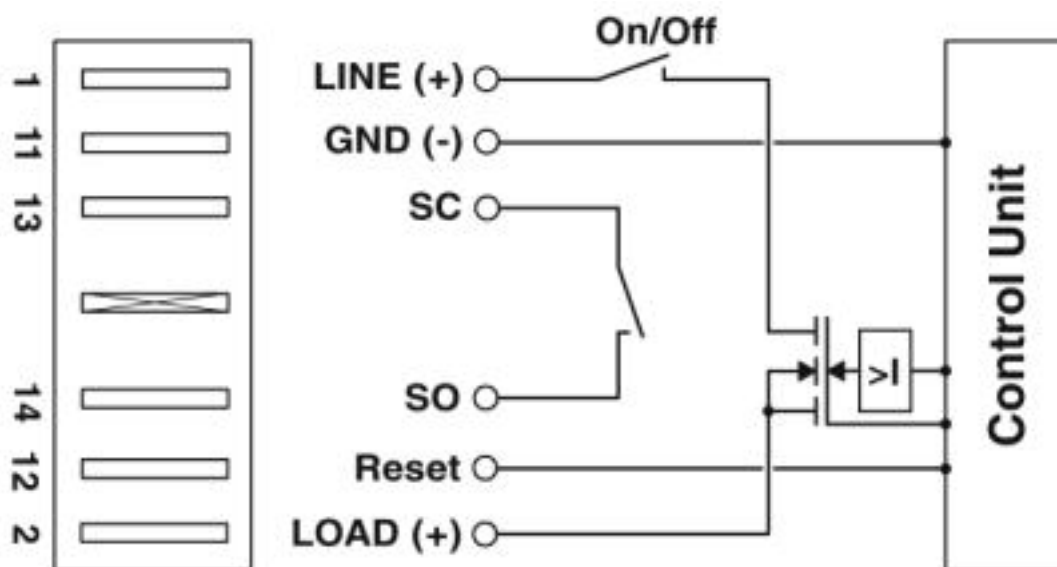 On/Off
1 LINE (+)
11 GND (-)
13 SC
14 SO
12 Reset
2 LOAD (+)
>I
Control Unit